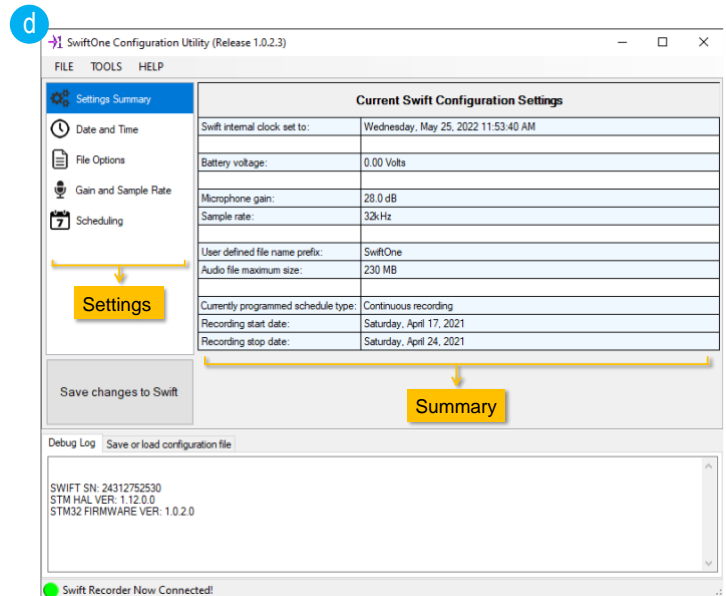 d
SwiftOne Configuration Utility (Release 1.0.2.3)
FILE TOOLS HELP
Settings Summary
Date and Time
File Options
Gain and Sample Rate
7 Scheduling
Settings
Save changes to Swift
Current Swift Configuration Settings
Swift internal clock set to: Wednesday, May 25, 2022 11:53:40 AM
Battery voltage: 0.00 Volts
Microphone gain: 28.0 dB
Sample rate: 32kHz
User defined file name prefix: SwiftOne
Audio file maximum size: 230 MB
Currently programmed schedule type: Continuous recording
Recording start date: Saturday, April 17, 2021
Recording stop date: Saturday, April 24, 2021
Summary
Debug Log Save or load configuration file
SWIFT SN: 24312752530
STM HAL VER: 1.12.0.0
STM32 FIRMWARE VER: 1.0.2.0
Swift Recorder Now Connected!